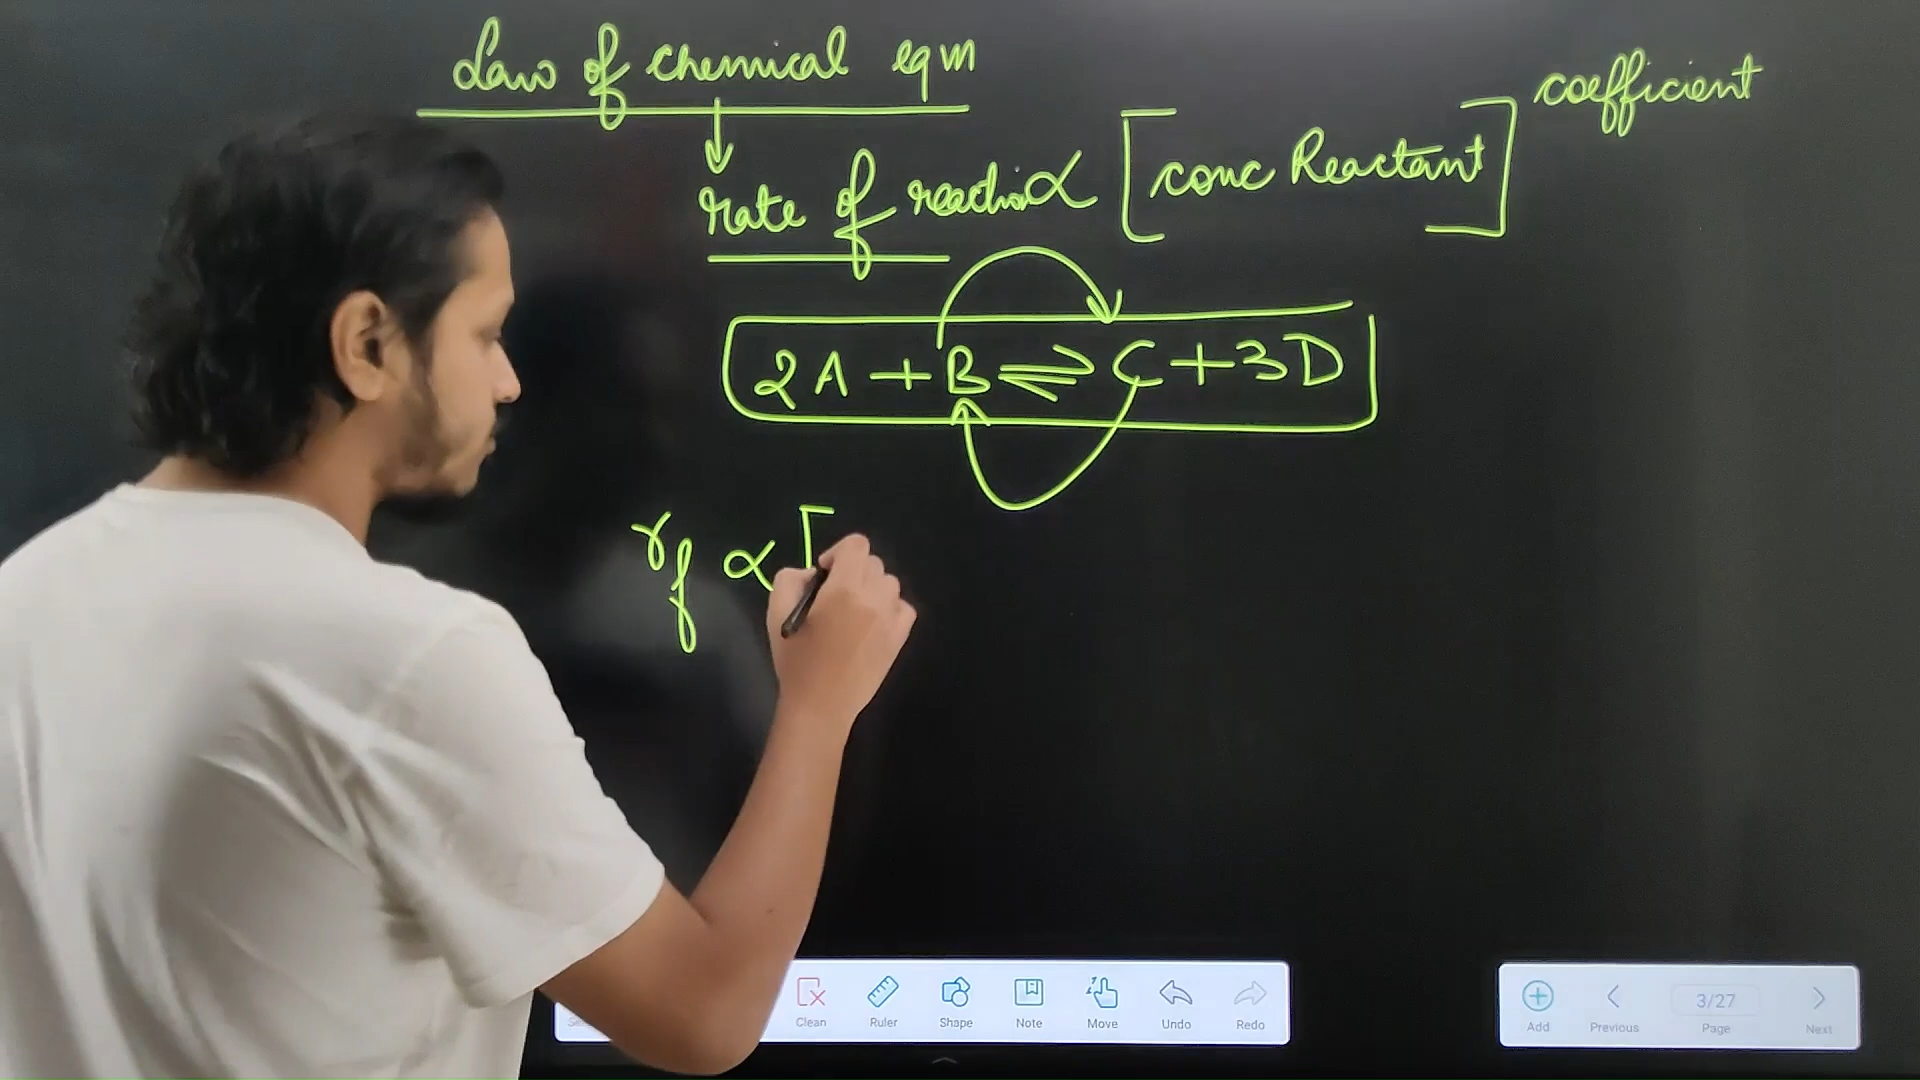 Law of chemical eqm
coefficient
rate of reaction ∝ [conc Reactant]
2A + B ⇌ C + 3D
rf ∝ [
Clean Ruler Shape Note Move Undo Redo
Add Previous 3/27 Page Next